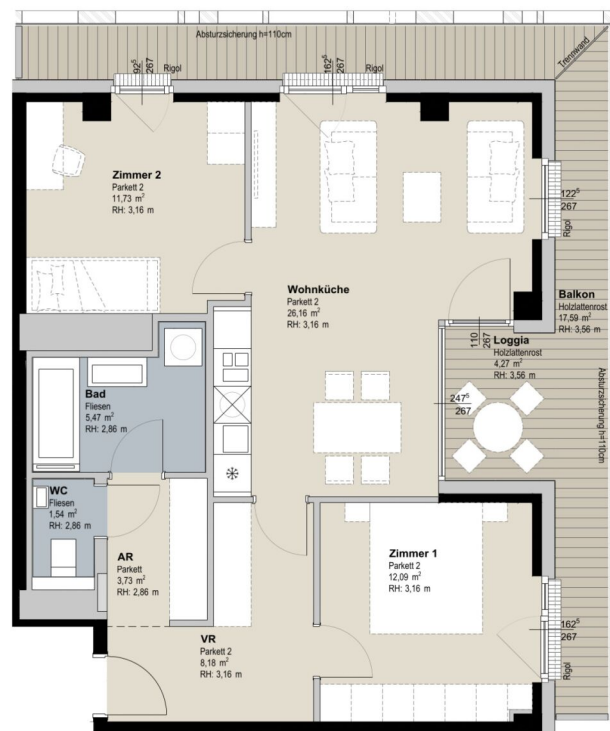 Absturzsicherung h=110cm
Trennwand
92⁵
267
Rigol
162⁵
267
Rigol
Zimmer 2
Parkett 2
11,73 m²
RH: 3,16 m
122⁵
267
Rigol
Wohnküche
Parkett 2
26,16 m²
RH: 3,16 m
Balkon
Holzlattenrost
17,59 m²
RH: 3,56 m
110
267
Loggia
Holzlattenrost
4,27 m²
RH: 3,56 m
Absturzsicherung h=110cm
247⁵
267
Bad
Fliesen
5,47 m²
RH: 2,86 m
WC
Fliesen
1,54 m²
RH: 2,86 m
AR
Parkett
3,73 m²
RH: 2,86 m
Zimmer 1
Parkett 2
12,09 m²
RH: 3,16 m
162⁵
267
Rigol
VR
Parkett 2
8,18 m²
RH: 3,16 m